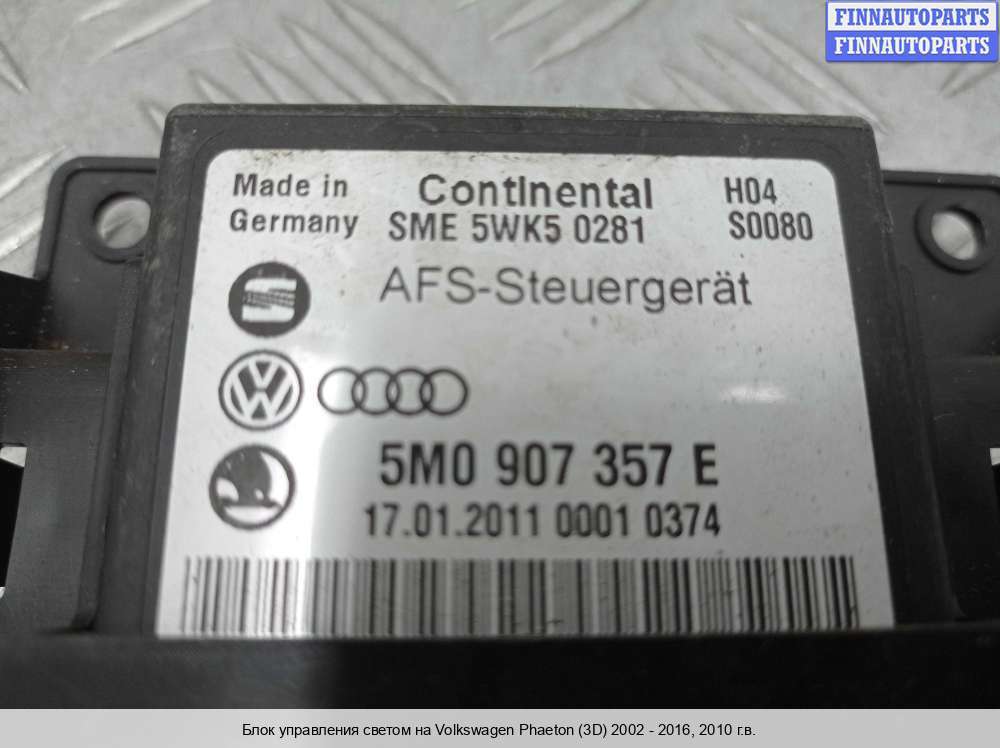 FINNAUTOPARTS
FINNAUTOPARTS
Made in
Germany
Continental
SME 5WK5 0281
H04
S0080
AFS-Steuergerät
5M0 907 357 E
17.01.2011 0001 0374
Блок управления светом на Volkswagen Phaeton (3D) 2002 - 2016, 2010 г.в.